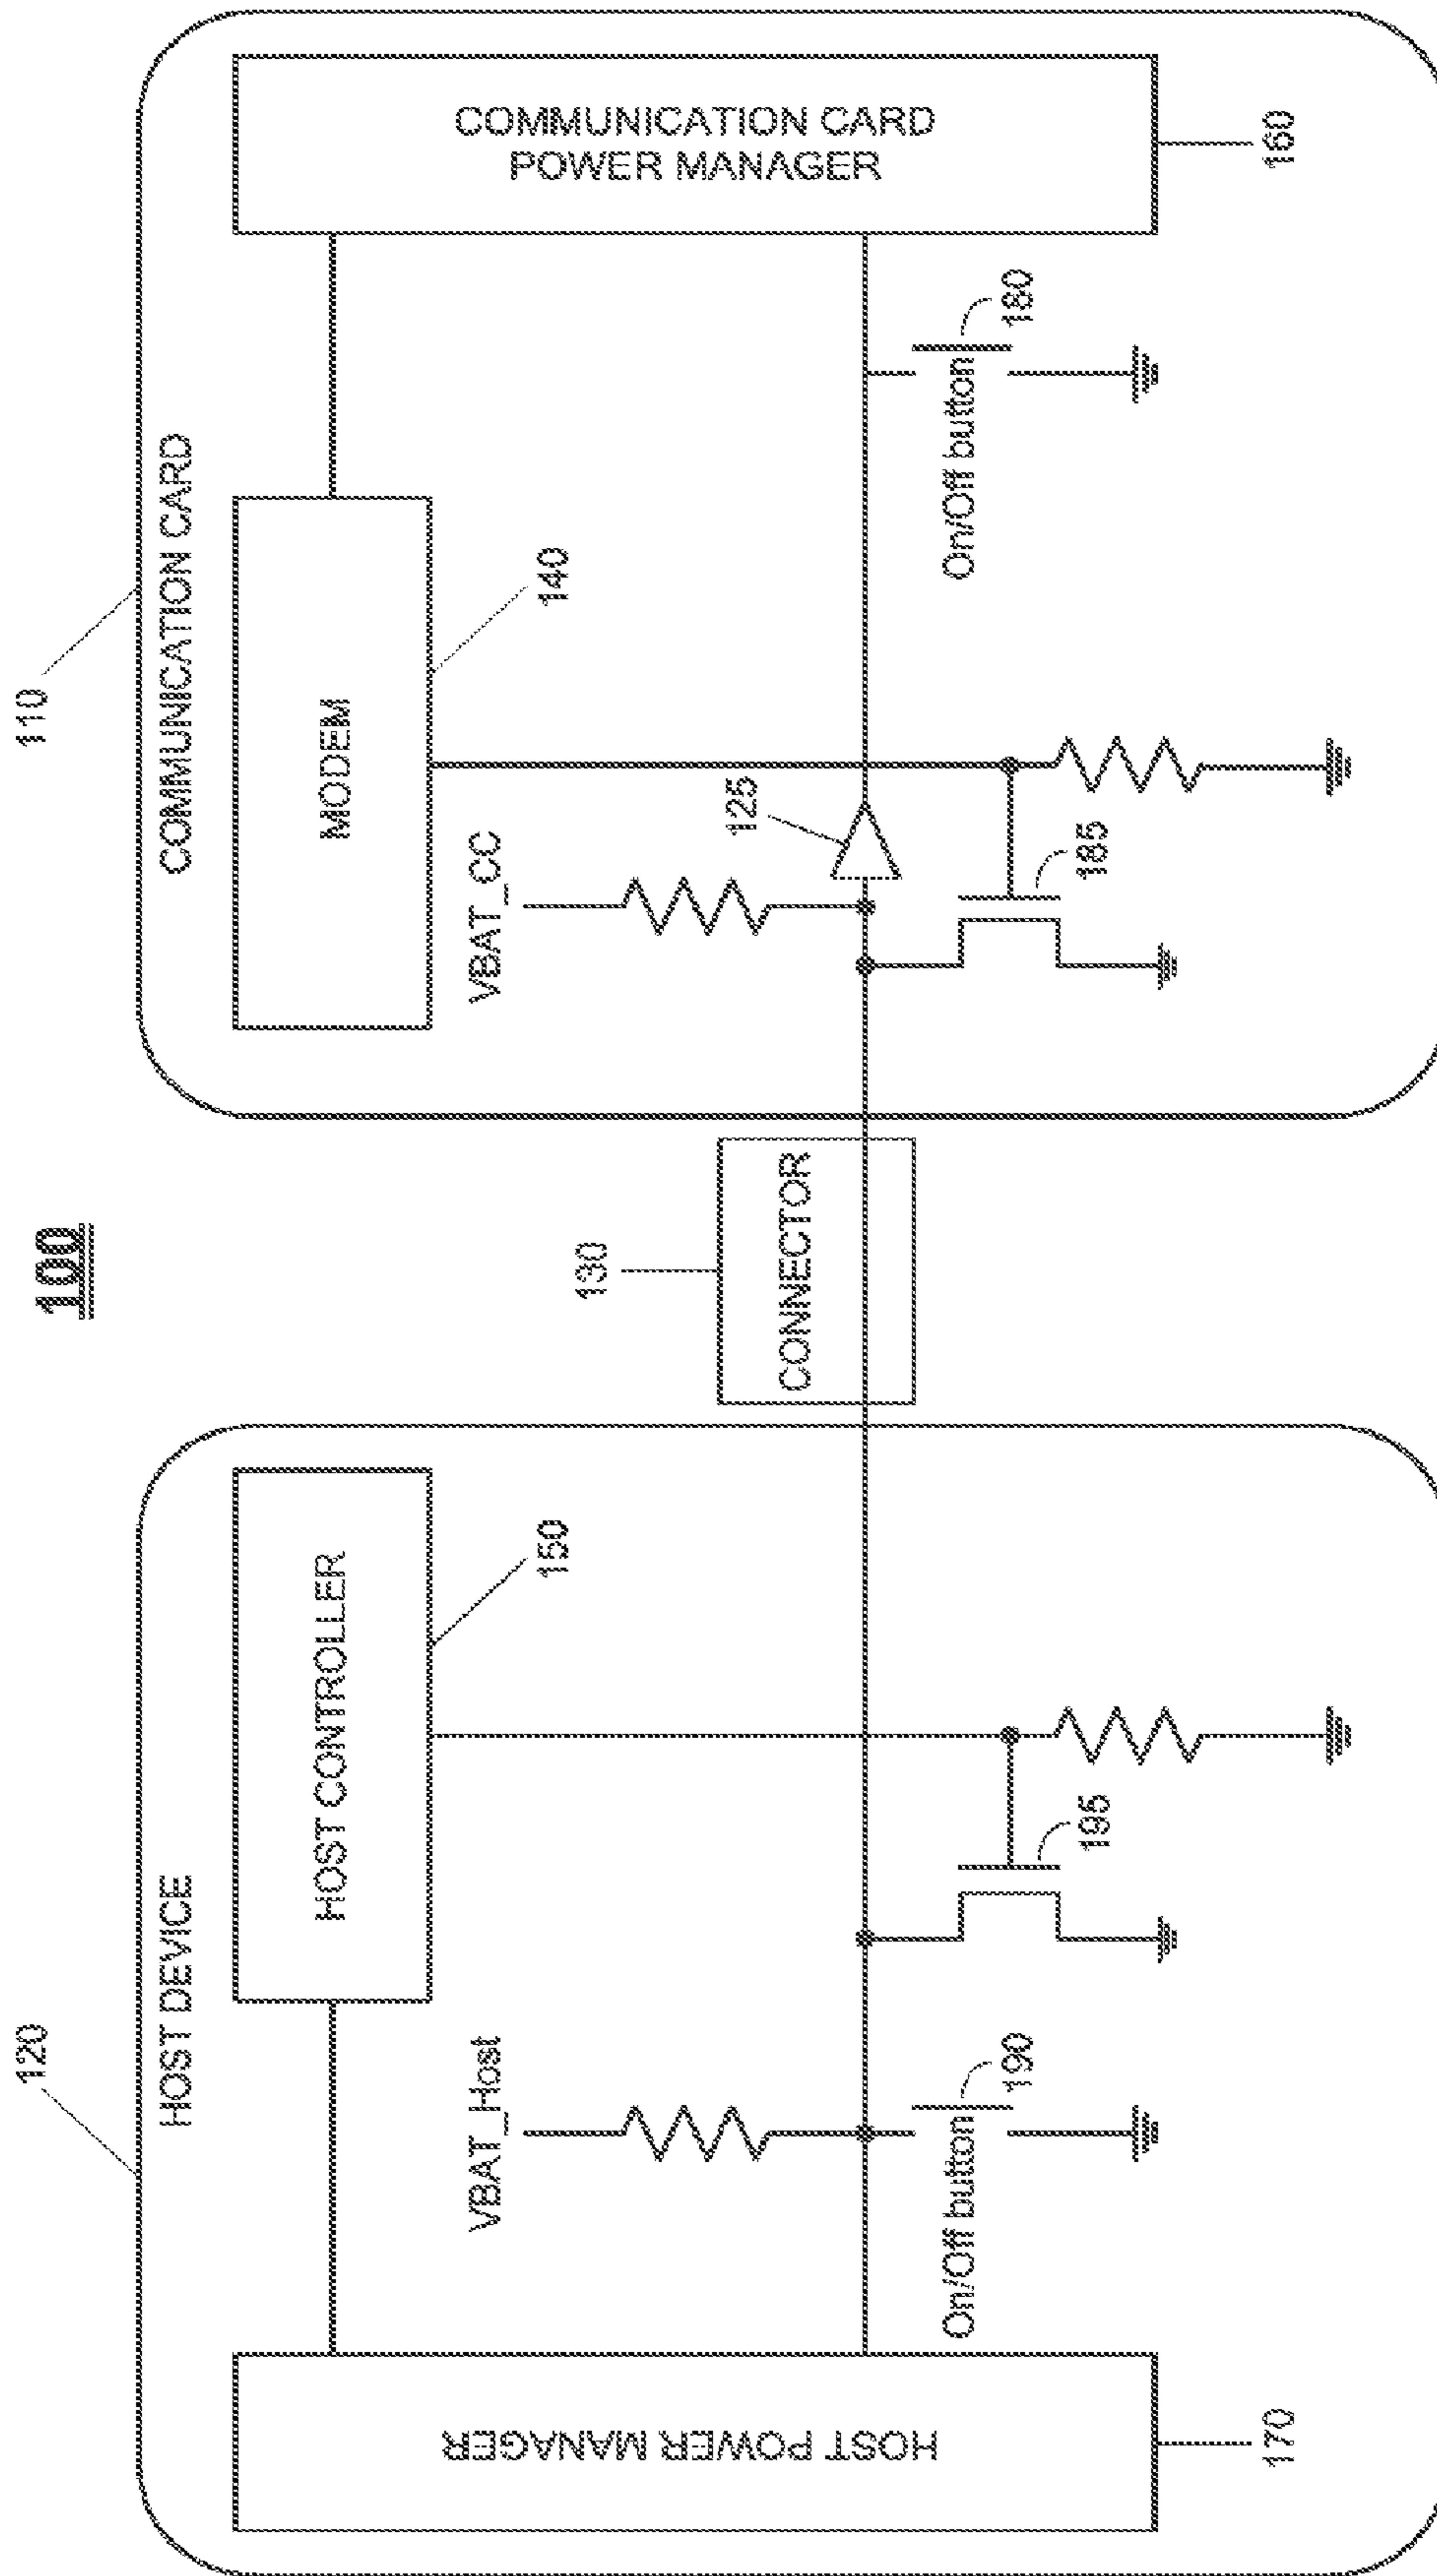 100
120
HOST DEVICE
HOST CONTROLLER
150
HOST POWER MANAGER
170
VBAT_Host
On/Off button
190
195
130
CONNECTOR
110
COMMUNICATION CARD
MODEM
140
VBAT_CC
125
185
On/Off button
180
COMMUNICATION CARD
POWER MANAGER
160